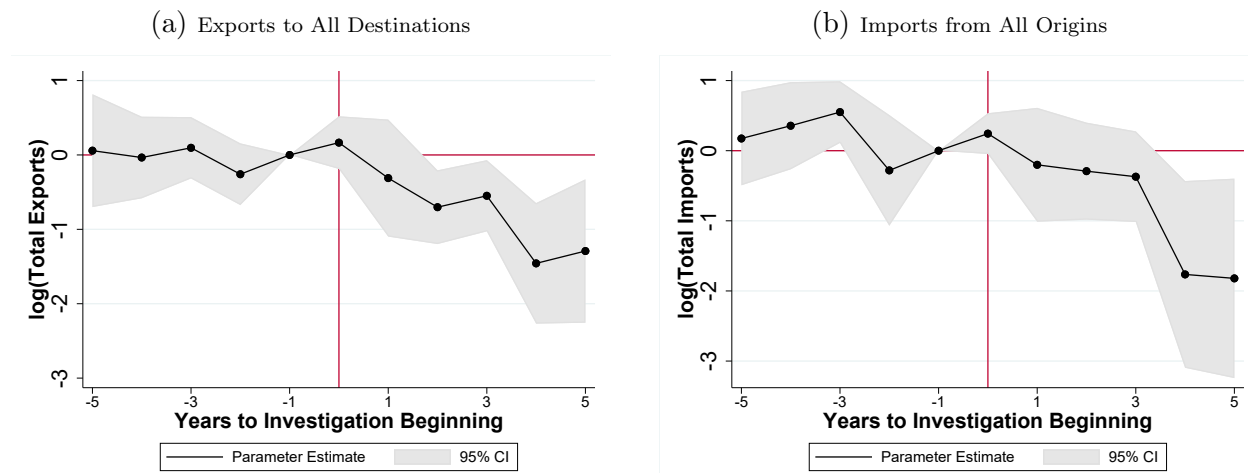 (a) Exports to All Destinations
log(Total Exports)
1
0
-1
-2
-3
-5
-3
-1
1
3
5
Years to Investigation Beginning
Parameter Estimate
95% CI
(b) Imports from All Origins
log(Total Imports)
1
0
-1
-2
-3
-5
-3
-1
1
3
5
Years to Investigation Beginning
Parameter Estimate
95% CI